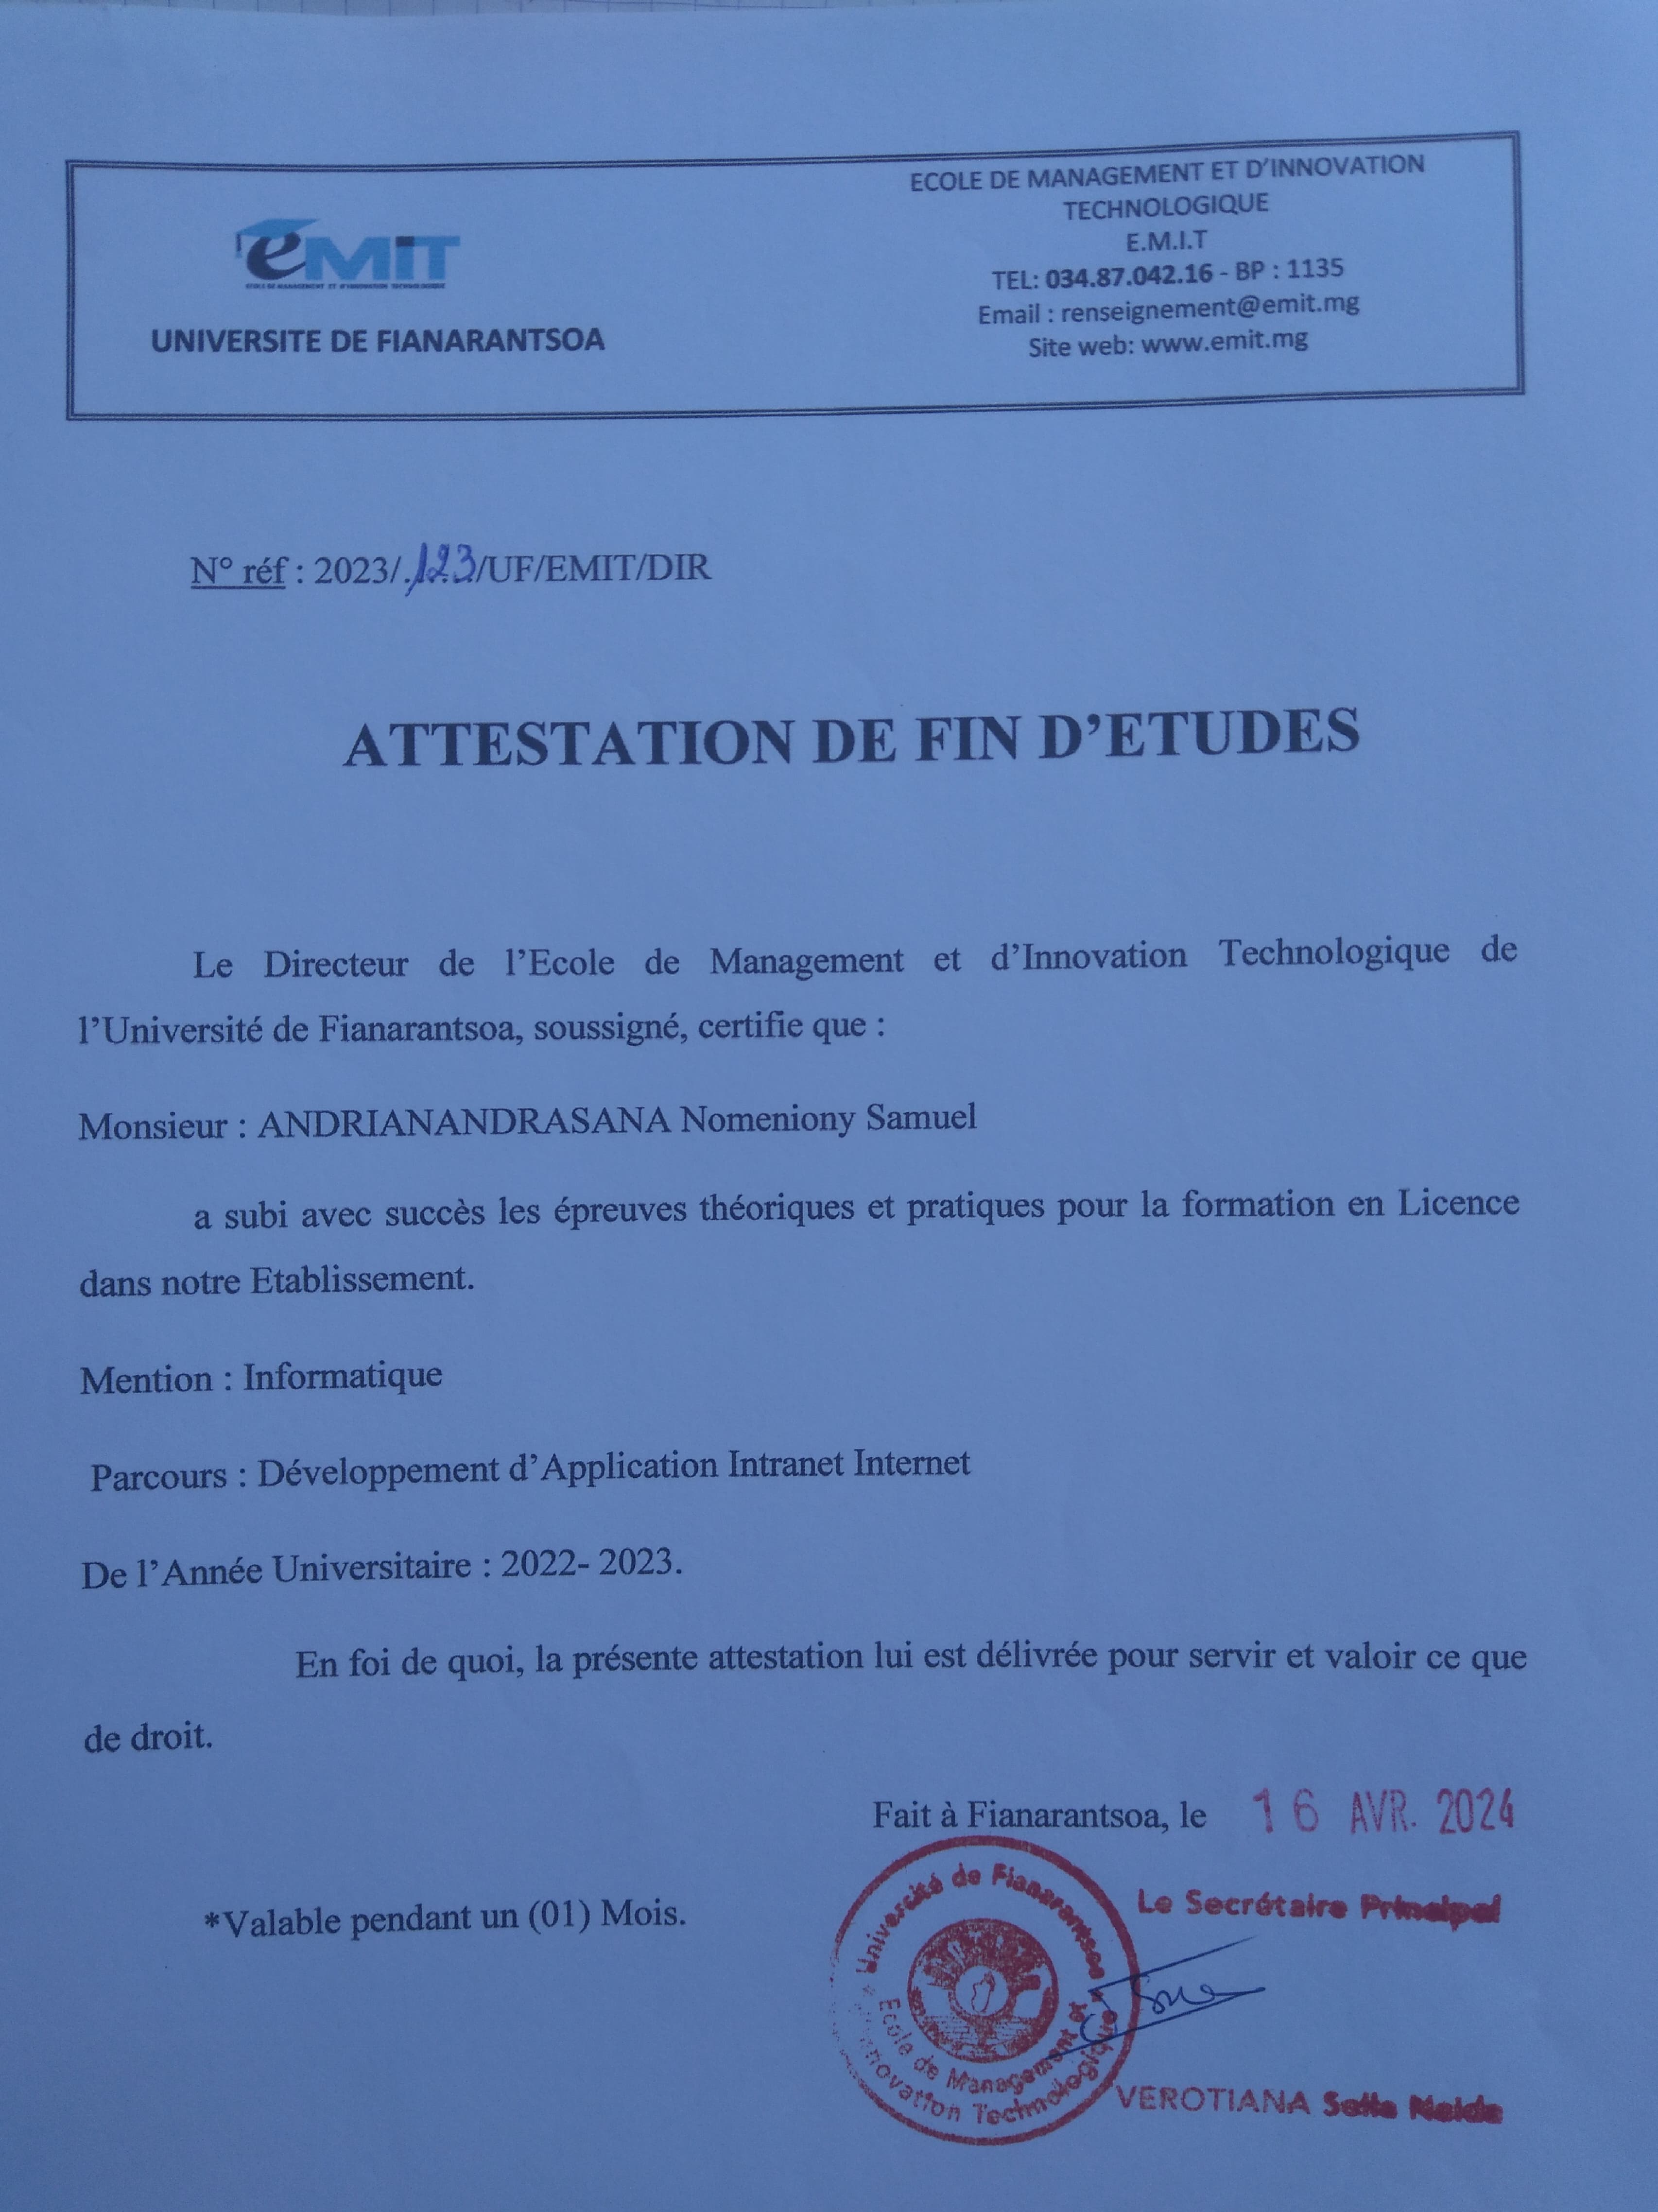 eMiT
ECOLE DE MANAGEMENT ET D'INNOVATION TECHNOLOGIQUE
UNIVERSITE DE FIANARANTSOA
ECOLE DE MANAGEMENT ET D'INNOVATION
TECHNOLOGIQUE
E.M.I.T
TEL: 034.87.042.16 - BP : 1135
Email : renseignement@emit.mg
Site web: www.emit.mg
N° réf : 2023/.123/UF/EMIT/DIR
ATTESTATION DE FIN D'ETUDES
Le Directeur de l'Ecole de Management et d'Innovation Technologique de
l'Université de Fianarantsoa, soussigné, certifie que :
Monsieur : ANDRIANANDRASANA Nomeniony Samuel
a subi avec succès les épreuves théoriques et pratiques pour la formation en Licence
dans notre Etablissement.
Mention : Informatique
Parcours : Développement d'Application Intranet Internet
De l'Année Universitaire : 2022- 2023.
En foi de quoi, la présente attestation lui est délivrée pour servir et valoir ce que
de droit.
Fait à Fianarantsoa, le 16 AVR. 2024
*Valable pendant un (01) Mois.
Le Secrétaire Principal
Université de Fianarantsoa
Ecole de Management et
Innovation Technologique
VEROTIANA